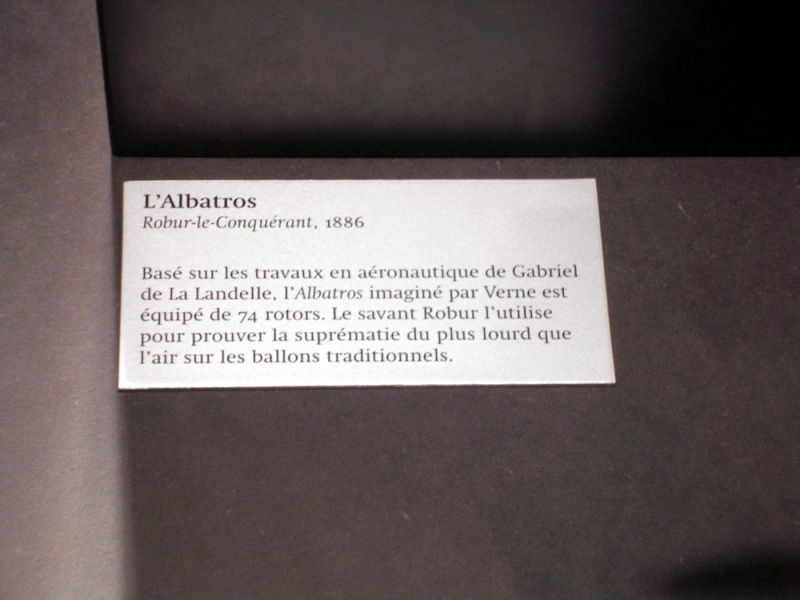 L'Albatros
Robur-le-Conquérant, 1886
Basé sur les travaux en aéronautique de Gabriel
de La Landelle, l'Albatros imaginé par Verne est
équipé de 74 rotors. Le savant Robur l'utilise
pour prouver la suprématie du plus lourd que
l'air sur les ballons traditionnels.